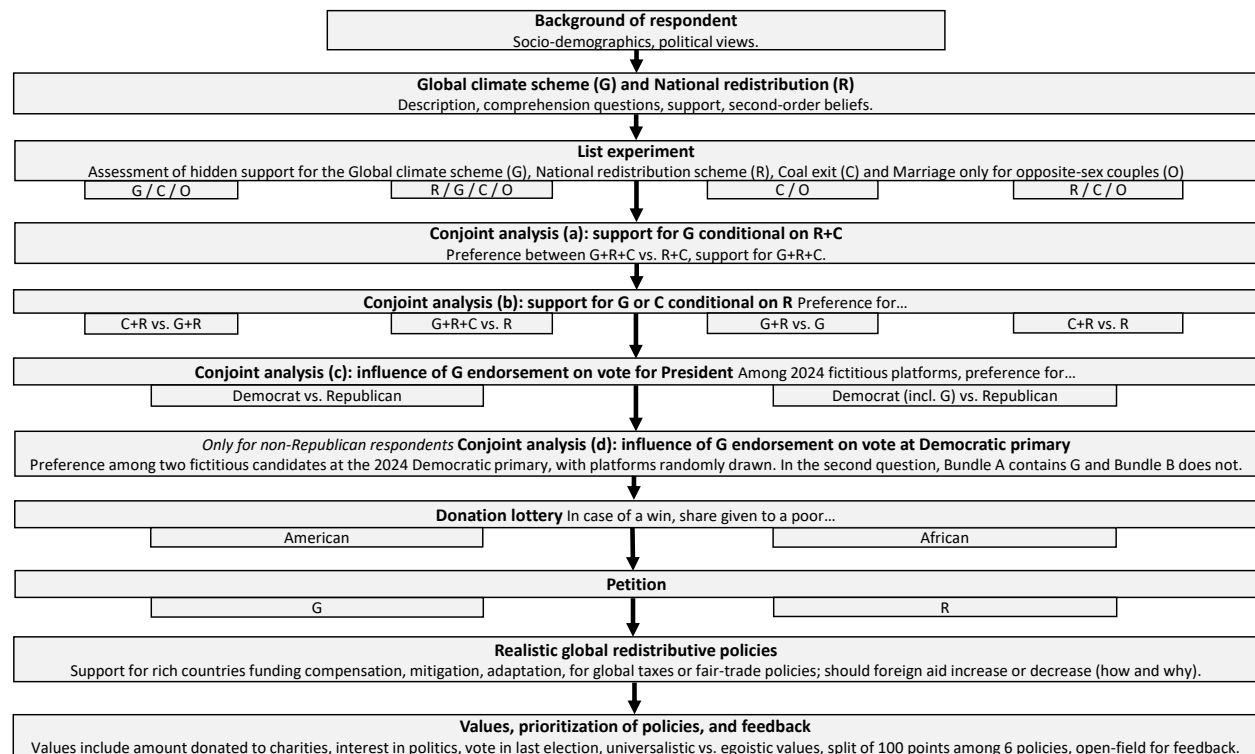 Background of respondent
Socio-demographics, political views.
Global climate scheme (G) and National redistribution (R)
Description, comprehension questions, support, second-order beliefs.
List experiment
Assessment of hidden support for the Global climate scheme (G), National redistribution scheme (R), Coal exit (C) and Marriage only for opposite-sex couples (O)
G / C / O
R / G / C / O
C / O
R / C / O
Conjoint analysis (a): support for G conditional on R+C
Preference between G+R+C vs. R+C, support for G+R+C.
Conjoint analysis (b): support for G or C conditional on R Preference for...
C+R vs. G+R
G+R+C vs. R
G+R vs. G
C+R vs. R
Conjoint analysis (c): influence of G endorsement on vote for President Among 2024 fictitious platforms, preference for...
Democrat vs. Republican
Democrat (incl. G) vs. Republican
Only for non-Republican respondents Conjoint analysis (d): influence of G endorsement on vote at Democratic primary
Preference among two fictitious candidates at the 2024 Democratic primary, with platforms randomly drawn. In the second question, Bundle A contains G and Bundle B does not.
Donation lottery In case of a win, share given to a poor...
American
African
Petition
G
R
Realistic global redistributive policies
Support for rich countries funding compensation, mitigation, adaptation, for global taxes or fair-trade policies; should foreign aid increase or decrease (how and why).
Values, prioritization of policies, and feedback
Values include amount donated to charities, interest in politics, vote in last election, universalistic vs. egoistic values, split of 100 points among 6 policies, open-field for feedback.